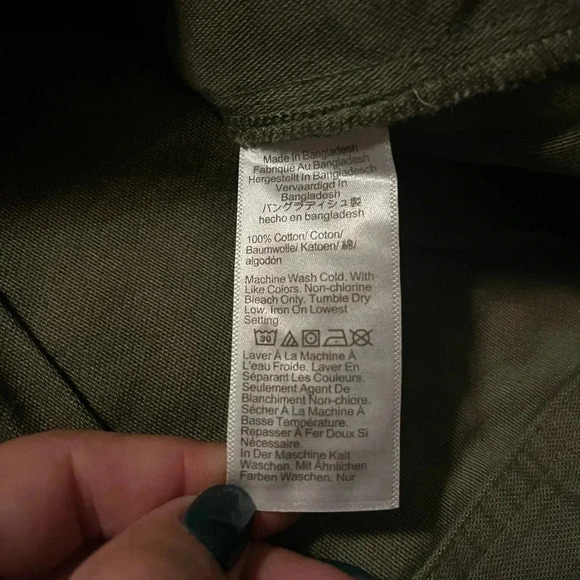 Made In Bangladesh
Fabriqué Au Bangladesh
Hergestellt In Bangladesch
Vervaardigd In
Bangladesh
バングラディシュ製
hecho en bangladesh
100% Cotton/ Coton/
Baumwolle/ Katoen/ 綿/
algodón
Machine Wash Cold. With
Like Colors. Non-chlorine
Bleach Only. Tumble Dry
Low. Iron On Lowest
Setting.
30
Laver À La Machine À
L'eau Froide. Laver En
Séparant Les Couleurs.
Seulement Agent De
Blanchiment Non-chlore.
Sécher À La Machine À
Basse Température.
Repasser À Fer Doux Si
Nécessaire.
In Der Maschine Kalt
Waschen. Mit Ähnlichen
Farben Waschen. Nur